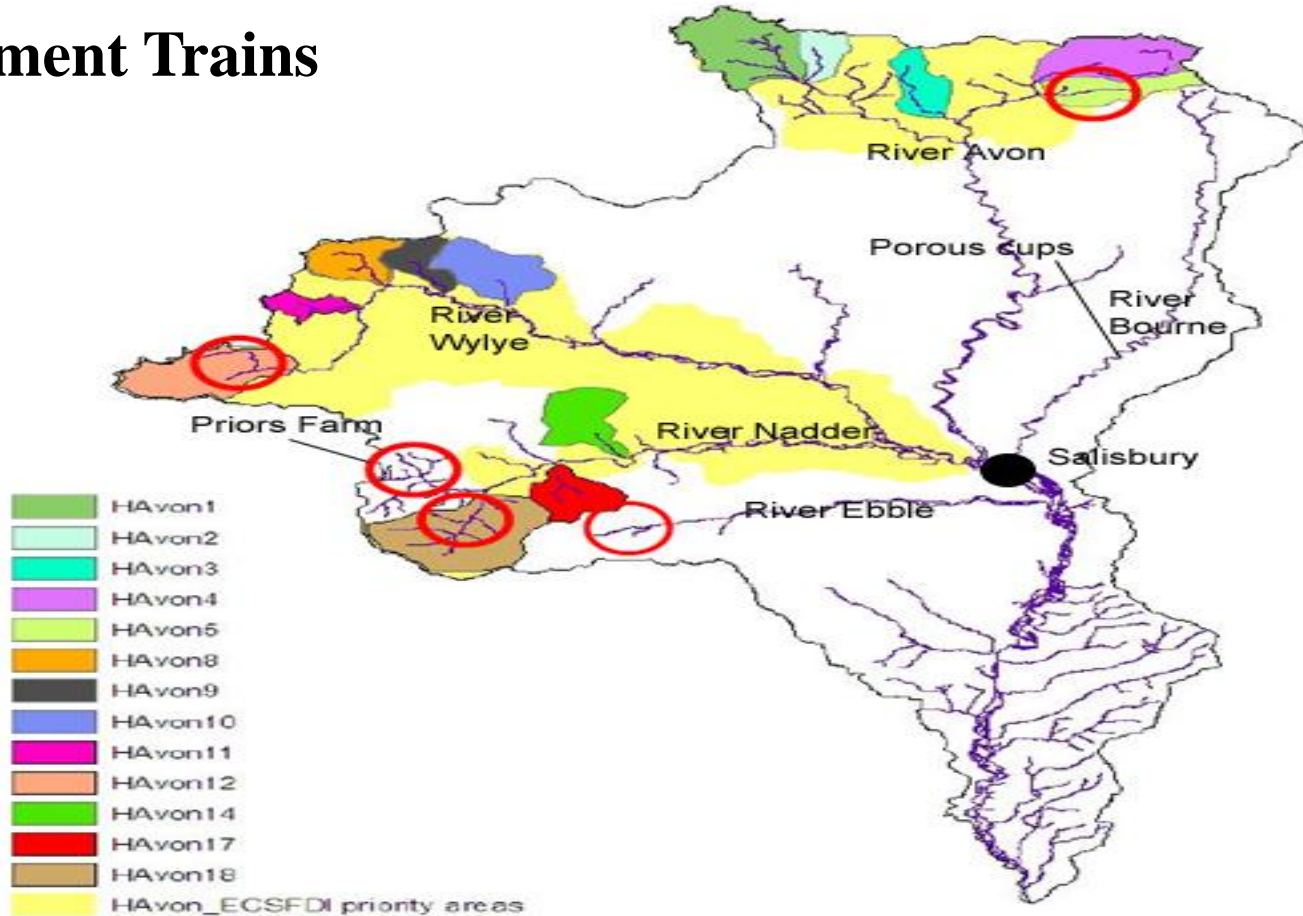 ment Trains
River Avon
Porous cups
River
Bourne
River
Wylye
Priors Farm
River Nadder
Salisbury
River Ebble
HAvon1
HAvon2
HAvon3
HAvon4
HAvon5
HAvon8
HAvon9
HAvon10
HAvon11
HAvon12
HAvon14
HAvon17
HAvon18
HAvon_ECSFDI priority areas